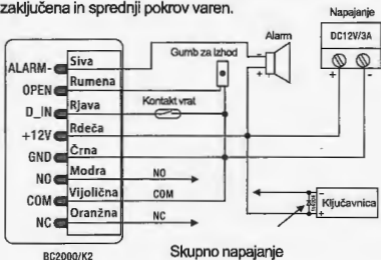 zaključena in sprednji pokrov varen.
Napajanje
Alarm
DC12V/3A
Gumb za Izhod
ALARM- Siva
OPEN Rumena
D_IN Rjava Kontakt vrat
+12V Rdeča
GND Črna
NO Modra NO
COM Vijolična COM
NC Oranžna NC
- +
+ -
- Ključavnica
+
BC2000/K2
Skupno napajanje